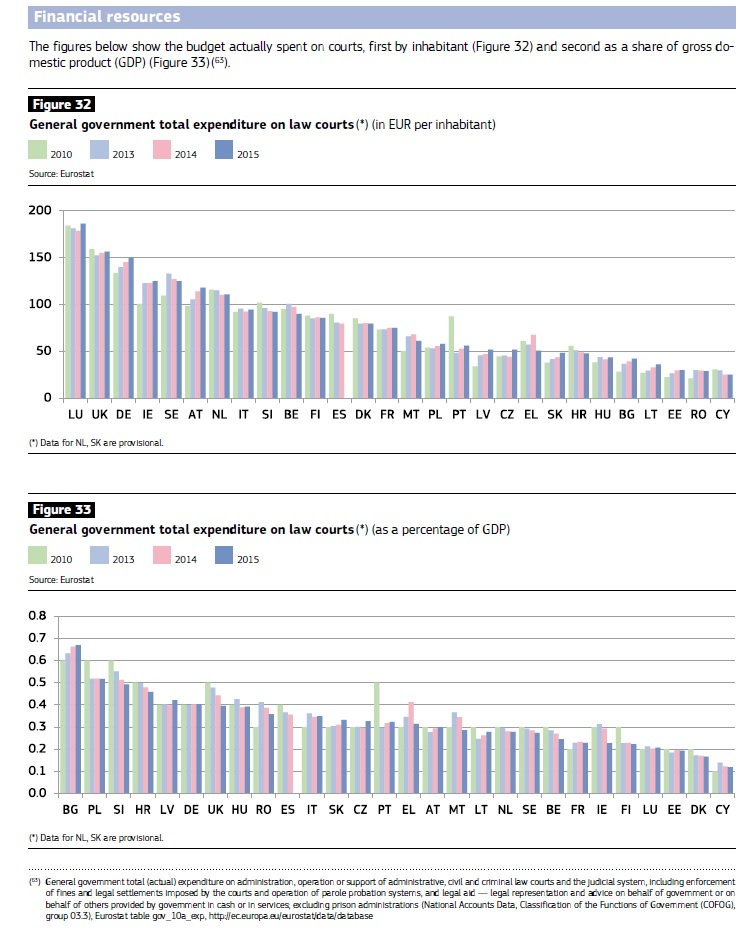 Financial resources
The figures below show the budget actually spent on courts, first by inhabitant (Figure 32) and second as a share of gross do-
mestic product (GDP) (Figure 33)(⁶³).
Figure 32
General government total expenditure on law courts (*) (in EUR per inhabitant)
2010 2013 2014 2015
Source: Eurostat
200
150
100
50
0
LU UK DE IE SE AT NL IT SI BE FI ES DK FR MT PL PT LV CZ EL SK HR HU BG LT EE RO CY
(*) Data for NL, SK are provisional.
Figure 33
General government total expenditure on law courts (*) (as a percentage of GDP)
2010 2013 2014 2015
Source: Eurostat
0.8
0.7
0.6
0.5
0.4
0.3
0.2
0.1
0.0
BG PL SI HR LV DE UK HU RO ES IT SK CZ PT EL AT MT LT NL SE BE FR IE FI LU EE DK CY
(*) Data for NL, SK are provisional.
(⁶³) General government total (actual) expenditure on administration, operation or support of administrative, civil and criminal law courts and the judicial system, including enforcement
of fines and legal settlements imposed by the courts and operation of parole probation systems, and legal aid — legal representation and advice on behalf of government or on
behalf of others provided by government in cash or in services, excluding prison administrations (National Accounts Data, Classification of the Functions of Government (COFOG),
group 03.3), Eurostat table gov_10a_exp, http://ec.europa.eu/eurostat/data/database